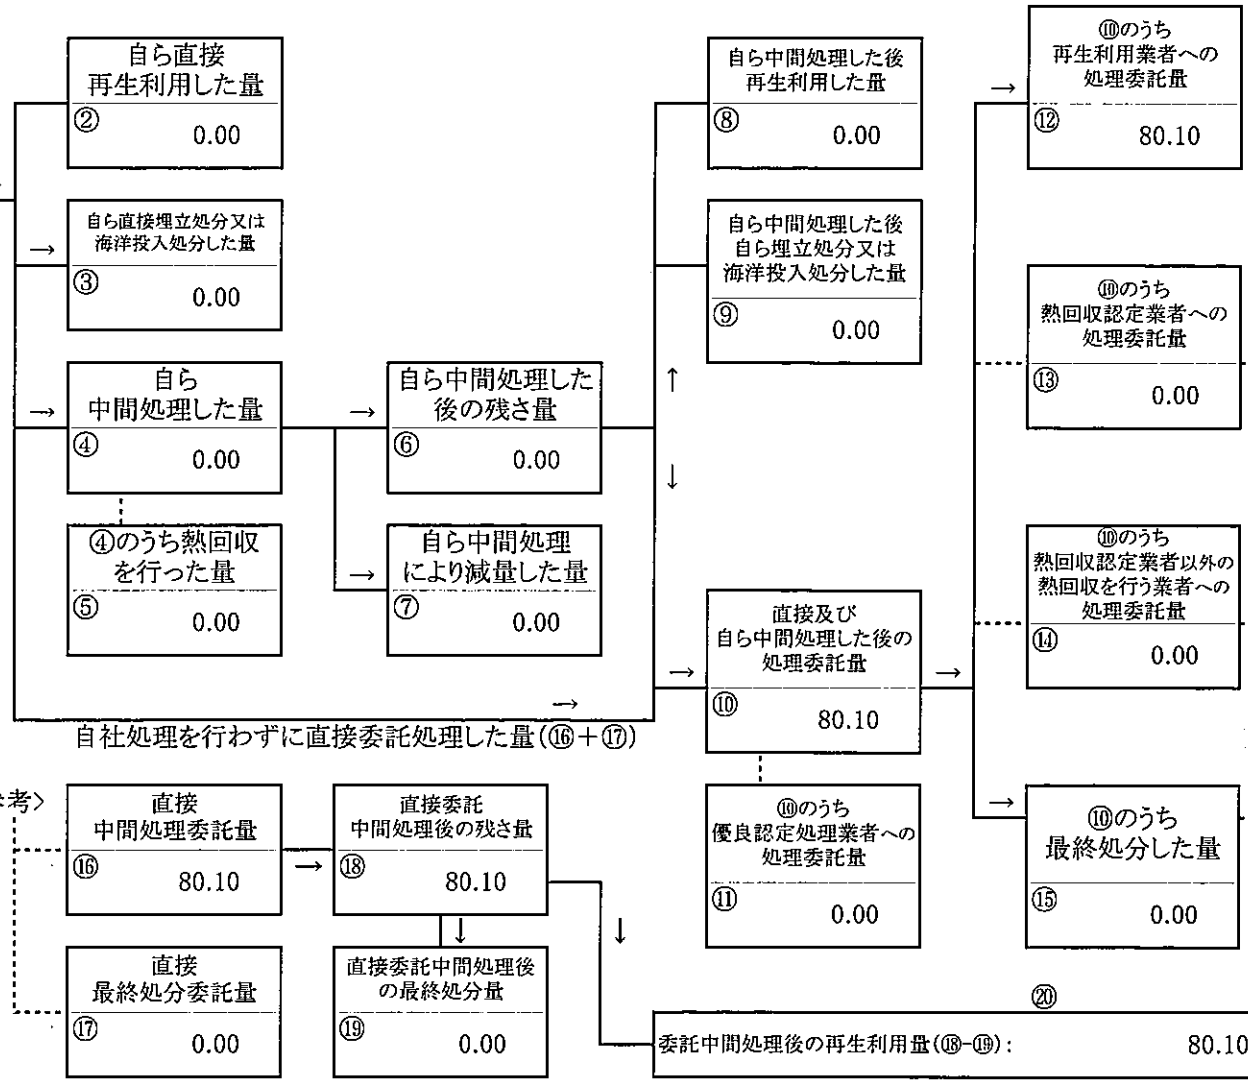 自ら直接
再生利用した量
②
0.00
→
自ら直接埋立処分又は
海洋投入処分した量
③
0.00
→
自ら
中間処理した量
④
0.00
④のうち熱回収
を行った量
⑤
0.00
→
自ら中間処理した
後の残さ量
⑥
0.00
→
自ら中間処理
により減量した量
⑦
0.00
↑
↓
自ら中間処理した後
再生利用した量
⑧
0.00
自ら中間処理した後
自ら埋立処分又は
海洋投入処分した量
⑨
0.00
→
直接及び
自ら中間処理した後の
処理委託量
⑩
80.10
⑩のうち
優良認定処理業者への
処理委託量
⑪
0.00
→
→
⑩のうち
再生利用業者への
処理委託量
⑫
80.10
⑩のうち
熱回収認定業者への
処理委託量
⑬
0.00
⑩のうち
熱回収認定業者以外の
熱回収を行う業者への
処理委託量
⑭
0.00
→
⑩のうち
最終処分した量
⑮
0.00
→
自社処理を行わずに直接委託処理した量(⑯+⑰)
考>
直接
中間処理委託量
⑯
80.10
→
直接委託
中間処理後の残さ量
⑱
80.10
直接
最終処分委託量
⑰
0.00
↓
直接委託中間処理後
の最終処分量
⑲
0.00
↓
⑳
委託中間処理後の再生利用量(⑱-⑲): 80.10